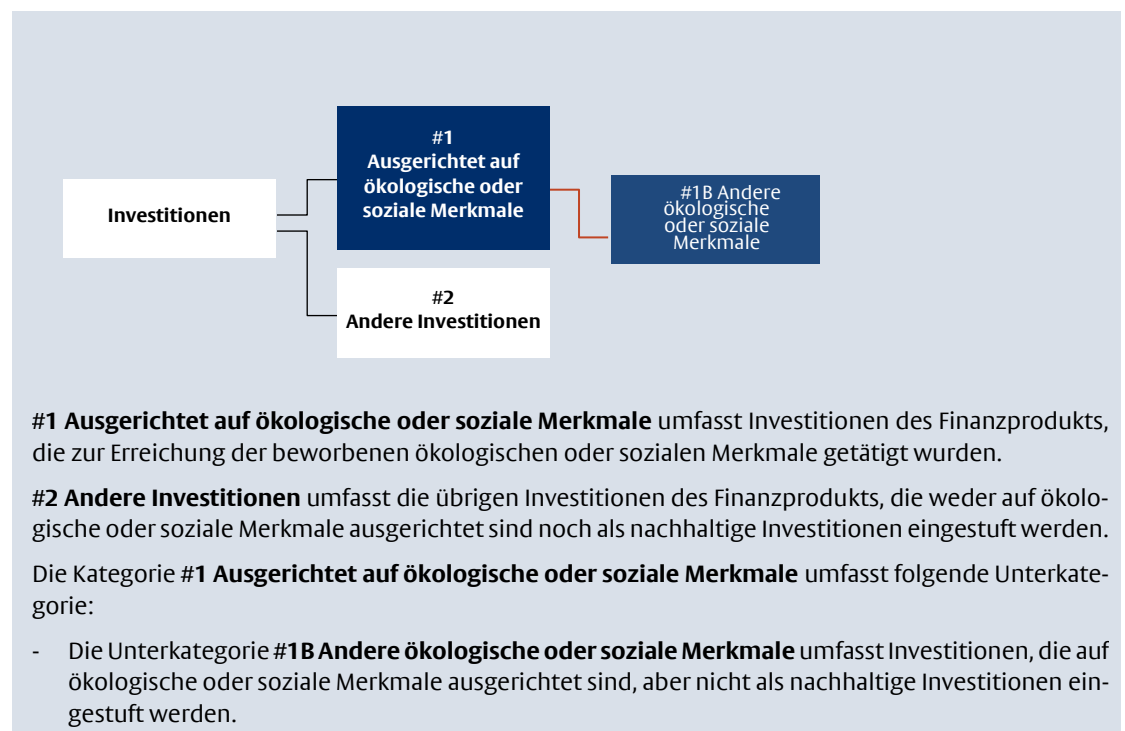 #1
Ausgerichtet auf
ökologische oder
soziale Merkmale
Investitionen
#1B Andere
ökologische
oder soziale
Merkmale
#2
Andere Investitionen
#1 Ausgerichtet auf ökologische oder soziale Merkmale umfasst Investitionen des Finanzprodukts,
die zur Erreichung der beworbenen ökologischen oder sozialen Merkmale getätigt wurden.
#2 Andere Investitionen umfasst die übrigen Investitionen des Finanzprodukts, die weder auf ökolo-
gische oder soziale Merkmale ausgerichtet sind noch als nachhaltige Investitionen eingestuft werden.
Die Kategorie #1 Ausgerichtet auf ökologische oder soziale Merkmale umfasst folgende Unterkate-
gorie:
- Die Unterkategorie #1B Andere ökologische oder soziale Merkmale umfasst Investitionen, die auf
ökologische oder soziale Merkmale ausgerichtet sind, aber nicht als nachhaltige Investitionen ein-
gestuft werden.